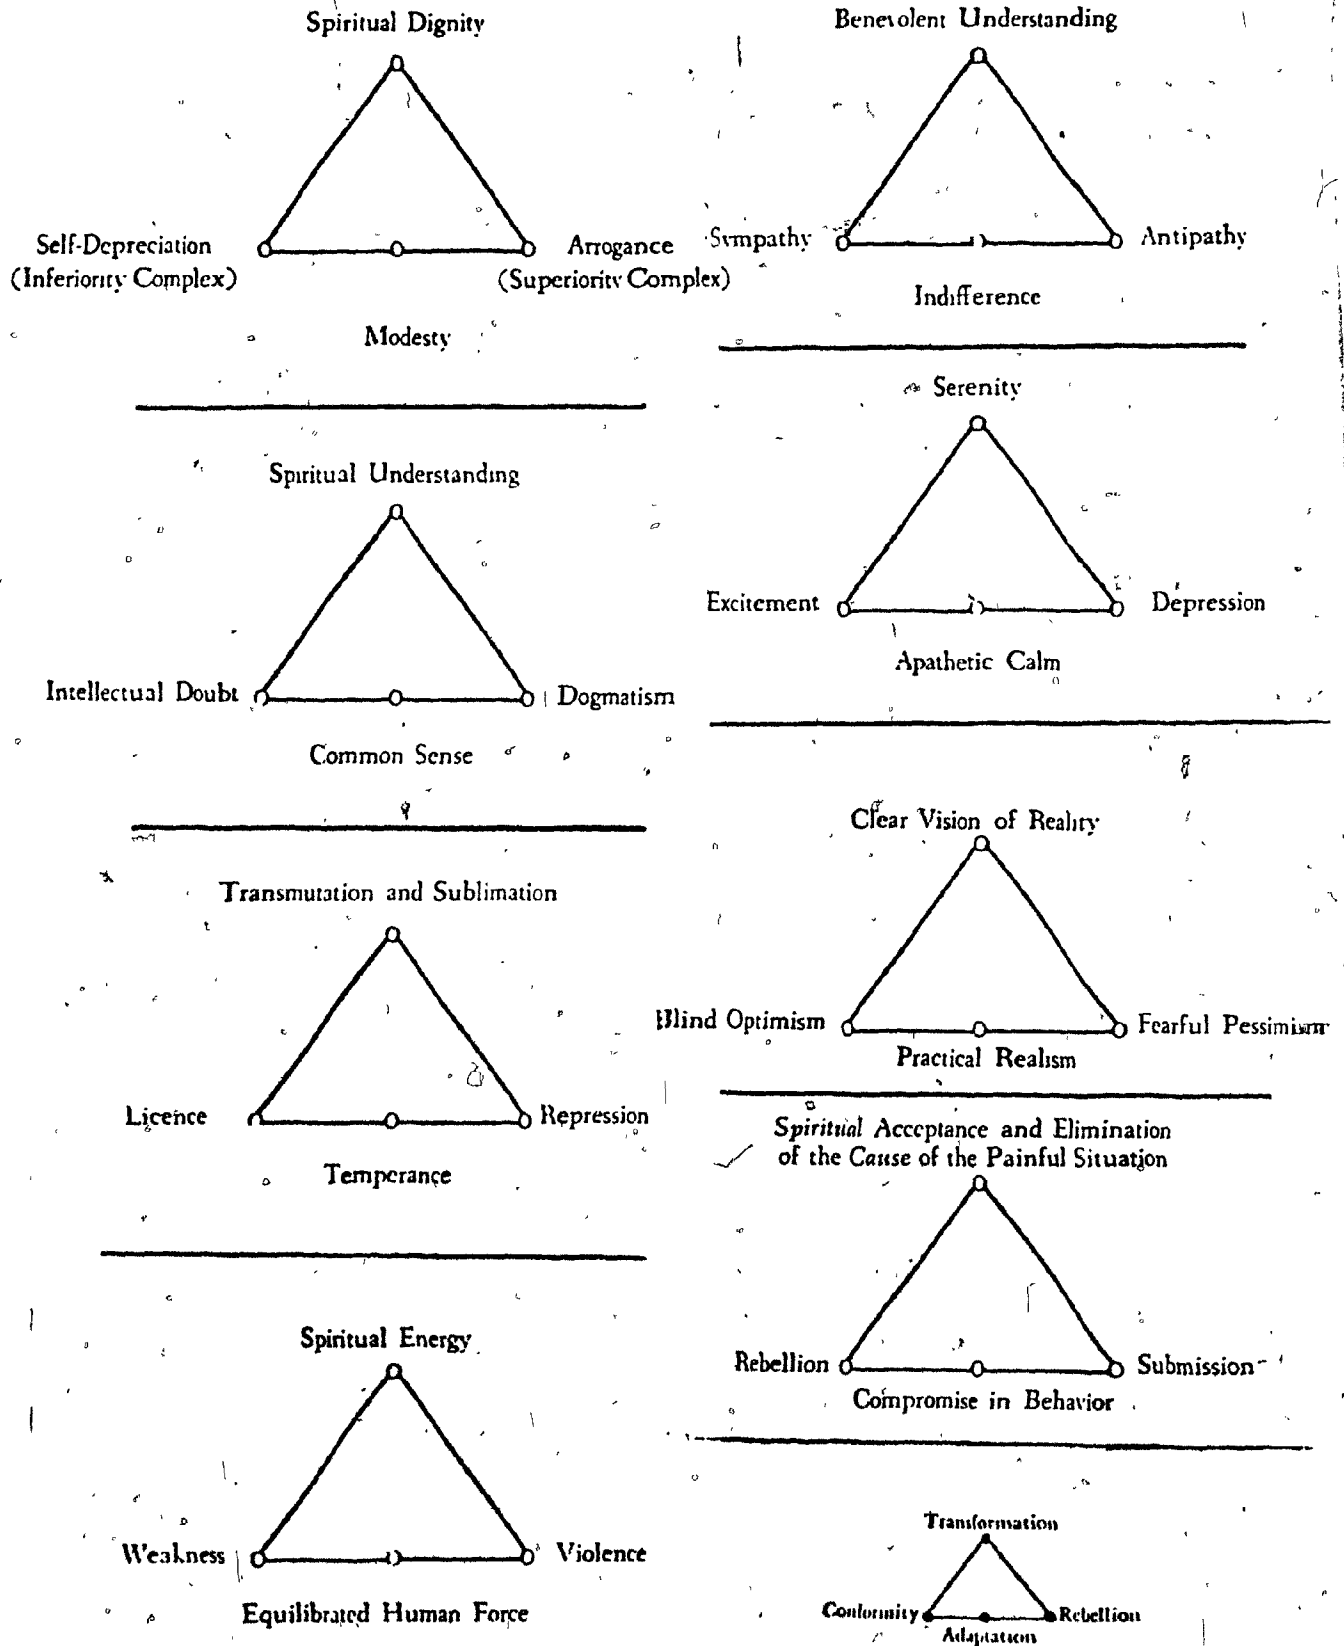 Spiritual Dignity
Self-Depreciation
(Inferiority Complex)
Arrogance
(Superiority Complex)
Modesty
Spiritual Understanding
Intellectual Doubt
Dogmatism
Common Sense
Transmutation and Sublimation
Licence
Repression
Temperance
Spiritual Energy
Weakness
Violence
Equilibrated Human Force
Benevolent Understanding
Sympathy
Antipathy
Indifference
Serenity
Excitement
Depression
Apathetic Calm
Clear Vision of Reality
Blind Optimism
Fearful Pessimism
Practical Realism
Spiritual Acceptance and Elimination
of the Cause of the Painful Situation
Rebellion
Submission
Compromise in Behavior
Transformation
Conformity
Rebellion
Adaptation